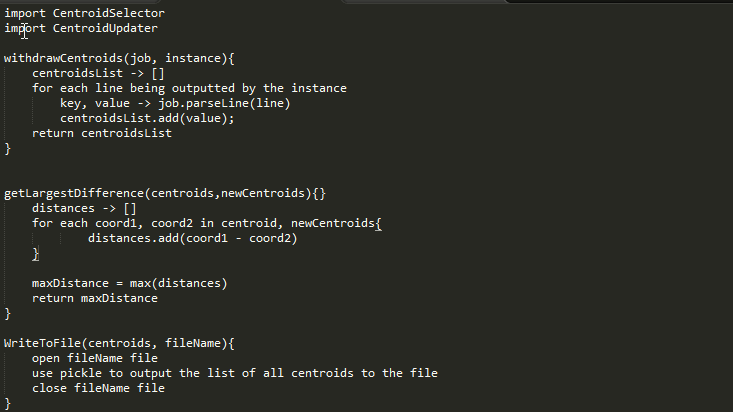 import CentroidSelector
import CentroidUpdater
withdrawCentroids(job, instance){
centroidsList -> []
for each line being outputted by the instance
key, value -> job.parseLine(line)
centroidsList.add(value);
return centroidsList
}
getLargestDifference(centroids,newCentroids){}
distances -> []
for each coord1, coord2 in centroid, newCentroids{
distances.add(coord1 - coord2)
}
maxDistance = max(distances)
return maxDistance
}
WriteToFile(centroids, fileName){
open fileName file
use pickle to output the list of all centroids to the file
close fileName file
}